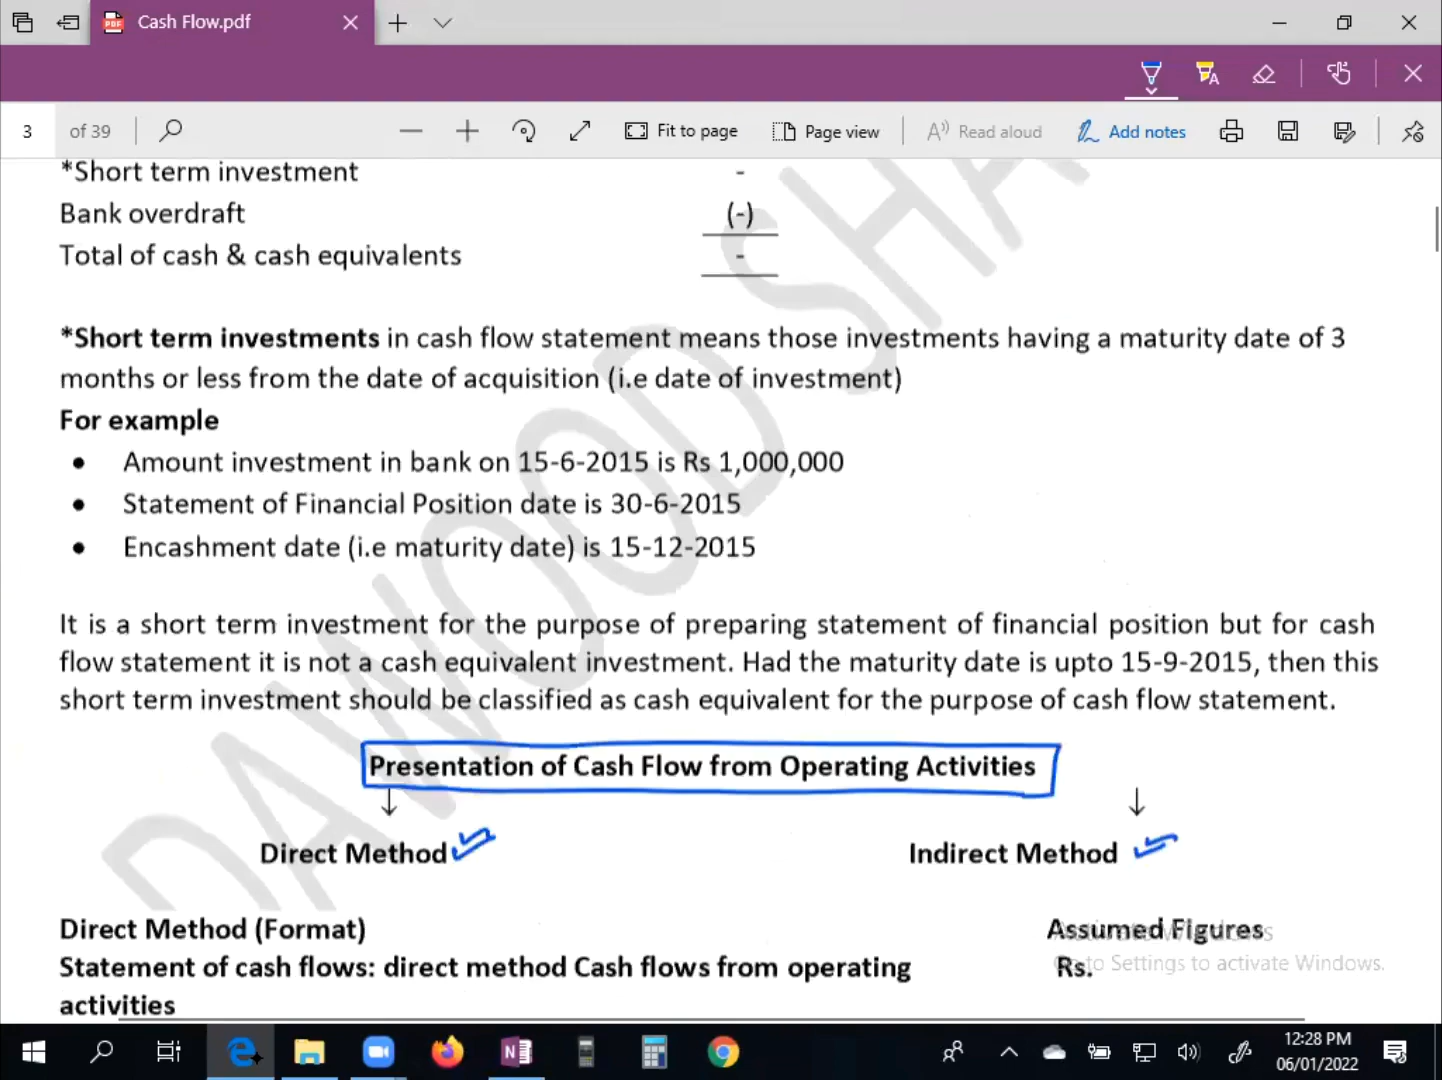 Cash Flow.pdf
3 of 39 Fit to page Page view Read aloud Add notes
*Short term investment -
Bank overdraft (-)
Total of cash & cash equivalents -
*Short term investments in cash flow statement means those investments having a maturity date of 3
months or less from the date of acquisition (i.e date of investment)
For example
• Amount investment in bank on 15-6-2015 is Rs 1,000,000
• Statement of Financial Position date is 30-6-2015
• Encashment date (i.e maturity date) is 15-12-2015
It is a short term investment for the purpose of preparing statement of financial position but for cash
flow statement it is not a cash equivalent investment. Had the maturity date is upto 15-9-2015, then this
short term investment should be classified as cash equivalent for the purpose of cash flow statement.
Presentation of Cash Flow from Operating Activities
↓ ↓
Direct Method Indirect Method
Direct Method (Format) Assumed Figures
Activate Windows
Statement of cash flows: direct method Cash flows from operating Rs.
Go to Settings to activate Windows.
activities
DAWOOD SHA
12:28 PM
06/01/2022